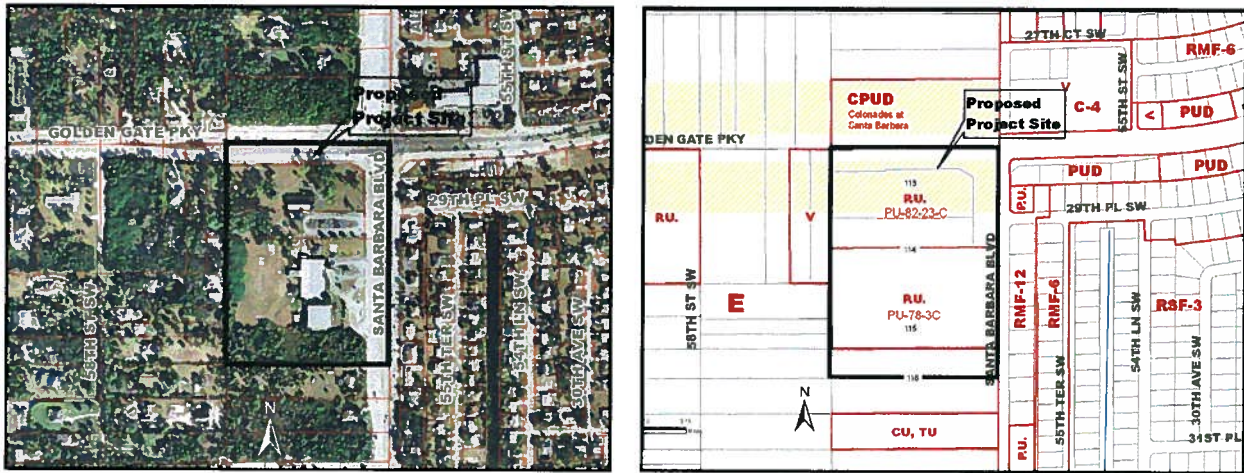 Proposed
Project Site
GOLDEN GATE PKY
55TH ST SW
29TH PL SW
SANTA BARBARA BLVD
58TH ST SW
55TH TER SW
54TH LN SW
30TH AVE SW
N
27TH CT SW
RMF-6
CPUD
Colonades at
Santa Barbara
V
C-4
55TH ST SW
V
PUD
Proposed
Project Site
DEN GATE PKY
113
P.U.
PU-82-23-C
P.U.
V
PUD
PUD
P.U.
29TH PL SW
114
E
P.U.
PU-78-3C
115
58TH ST SW
SANTA BARBARA BLVD
RMF-12
RMF-6
RSF-3
55TH TER SW
54TH LN SW
30TH AVE SW
116
N
CU, TU
P.U.
31ST PL